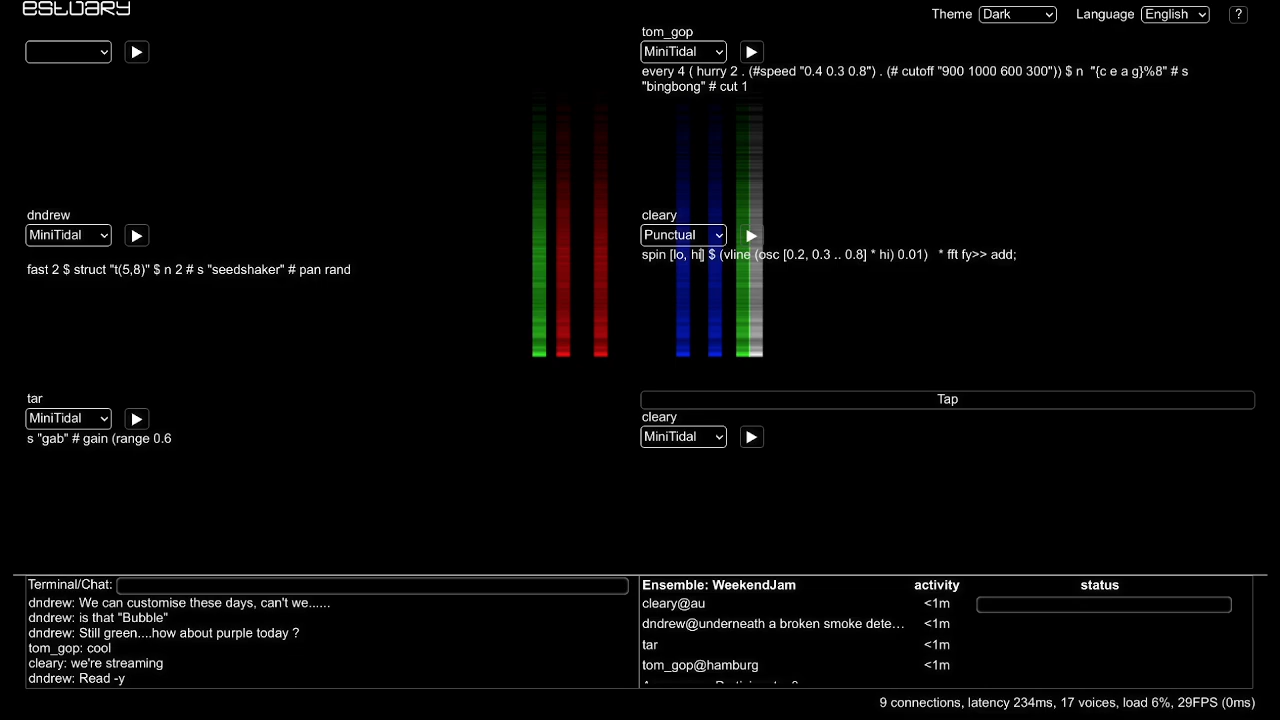 estuary
Theme Dark Language English ?
tom_gop
MiniTidal
every 4 ( hurry 2 . (#speed "0.4 0.3 0.8") . (# cutoff "900 1000 600 300")) $ n  "{c e a g}%8" # s
"bingbong" # cut 1
dndrew
MiniTidal
fast 2 $ struct "t(5,8)" $ n 2 # s "seedshaker" # pan rand
cleary
Punctual
spin [lo, hi] $ (vline (osc [0.2, 0.3 .. 0.8] * hi) 0.01)   * fft fy>> add;
tar
MiniTidal
s "gab" # gain (range 0.6
Tap
cleary
MiniTidal
Terminal/Chat:
dndrew: We can customise these days, can't we......
dndrew: is that "Bubble"
dndrew: Still green....how about purple today ?
tom_gop: cool
cleary: we're streaming
dndrew: Read -y
Ensemble: WeekendJam activity status
cleary@au <1m
dndrew@underneath a broken smoke dete... <1m
tar <1m
tom_gop@hamburg <1m
9 connections, latency 234ms, 17 voices, load 6%, 29FPS (0ms)